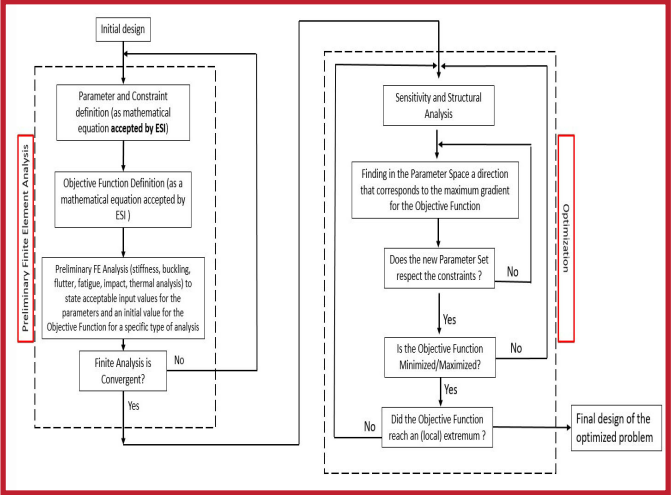 Initial design
Preliminary Finite Element Analysis
Parameter and Constraint
definition (as mathematical
equation accepted by ESI)
Objective Function Definition (as a
mathematical equation accepted by
ESI )
Preliminary FE Analysis (stiffness, buckling,
flutter, fatigue, impact, thermal analysis) to
state acceptable input values for the
parameters and an initial value for the
Objective Function for a specific type of analysis
Finite Analysis is
Convergent?
No
Yes
Optimization
Sensitivity and Structural
Analysis
Finding in the Parameter Space a direction
that corresponds to the maximum gradient
for the Objective Function
Does the new Parameter Set
respect the constraints ?
No
Yes
Is the Objective Function
Minimized/Maximized?
No
Yes
Did the Objective Function
reach an (local) extremum ?
No
Final design of the
optimized problem